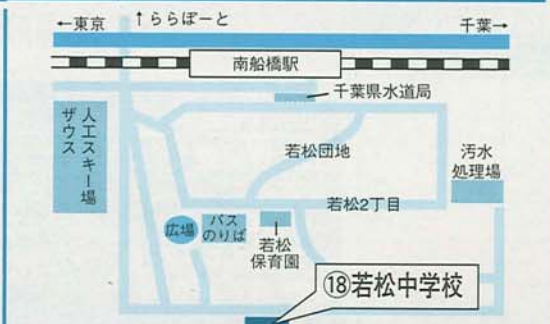 ←東京
↑ららぽーと
千葉→
南船橋駅
千葉県水道局
人工スキー場
ザウス
若松団地
汚水
処理場
若松2丁目
広場
バス
のりば
若松
保育園
⑱若松中学校